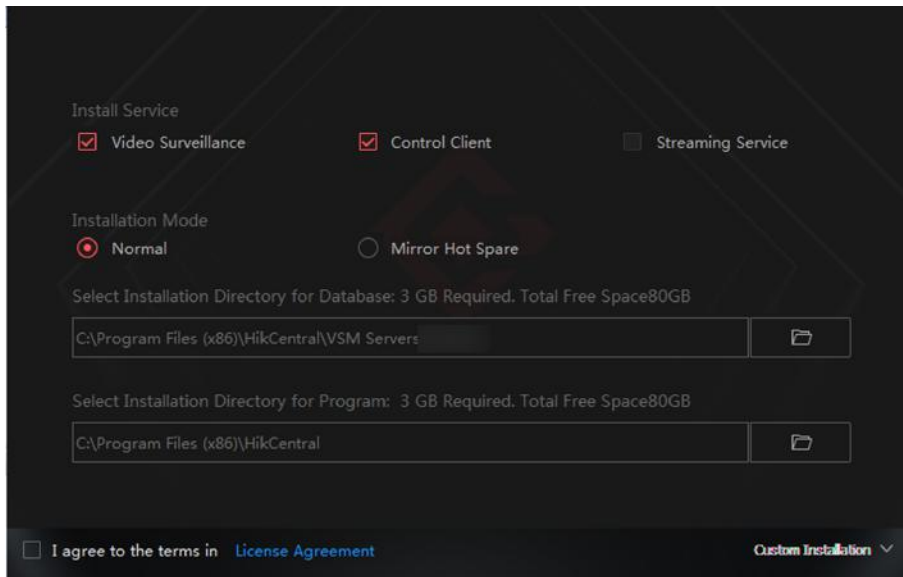 Install Service
Video Surveillance Control Client Streaming Service
Installation Mode
Normal Mirror Hot Spare
Select Installation Directory for Database: 3 GB Required. Total Free Space80GB
C:\Program Files (x86)\HikCentral\VSM Servers
Select Installation Directory for Program: 3 GB Required. Total Free Space80GB
C:\Program Files (x86)\HikCentral
I agree to the terms in License Agreement Custom Installation